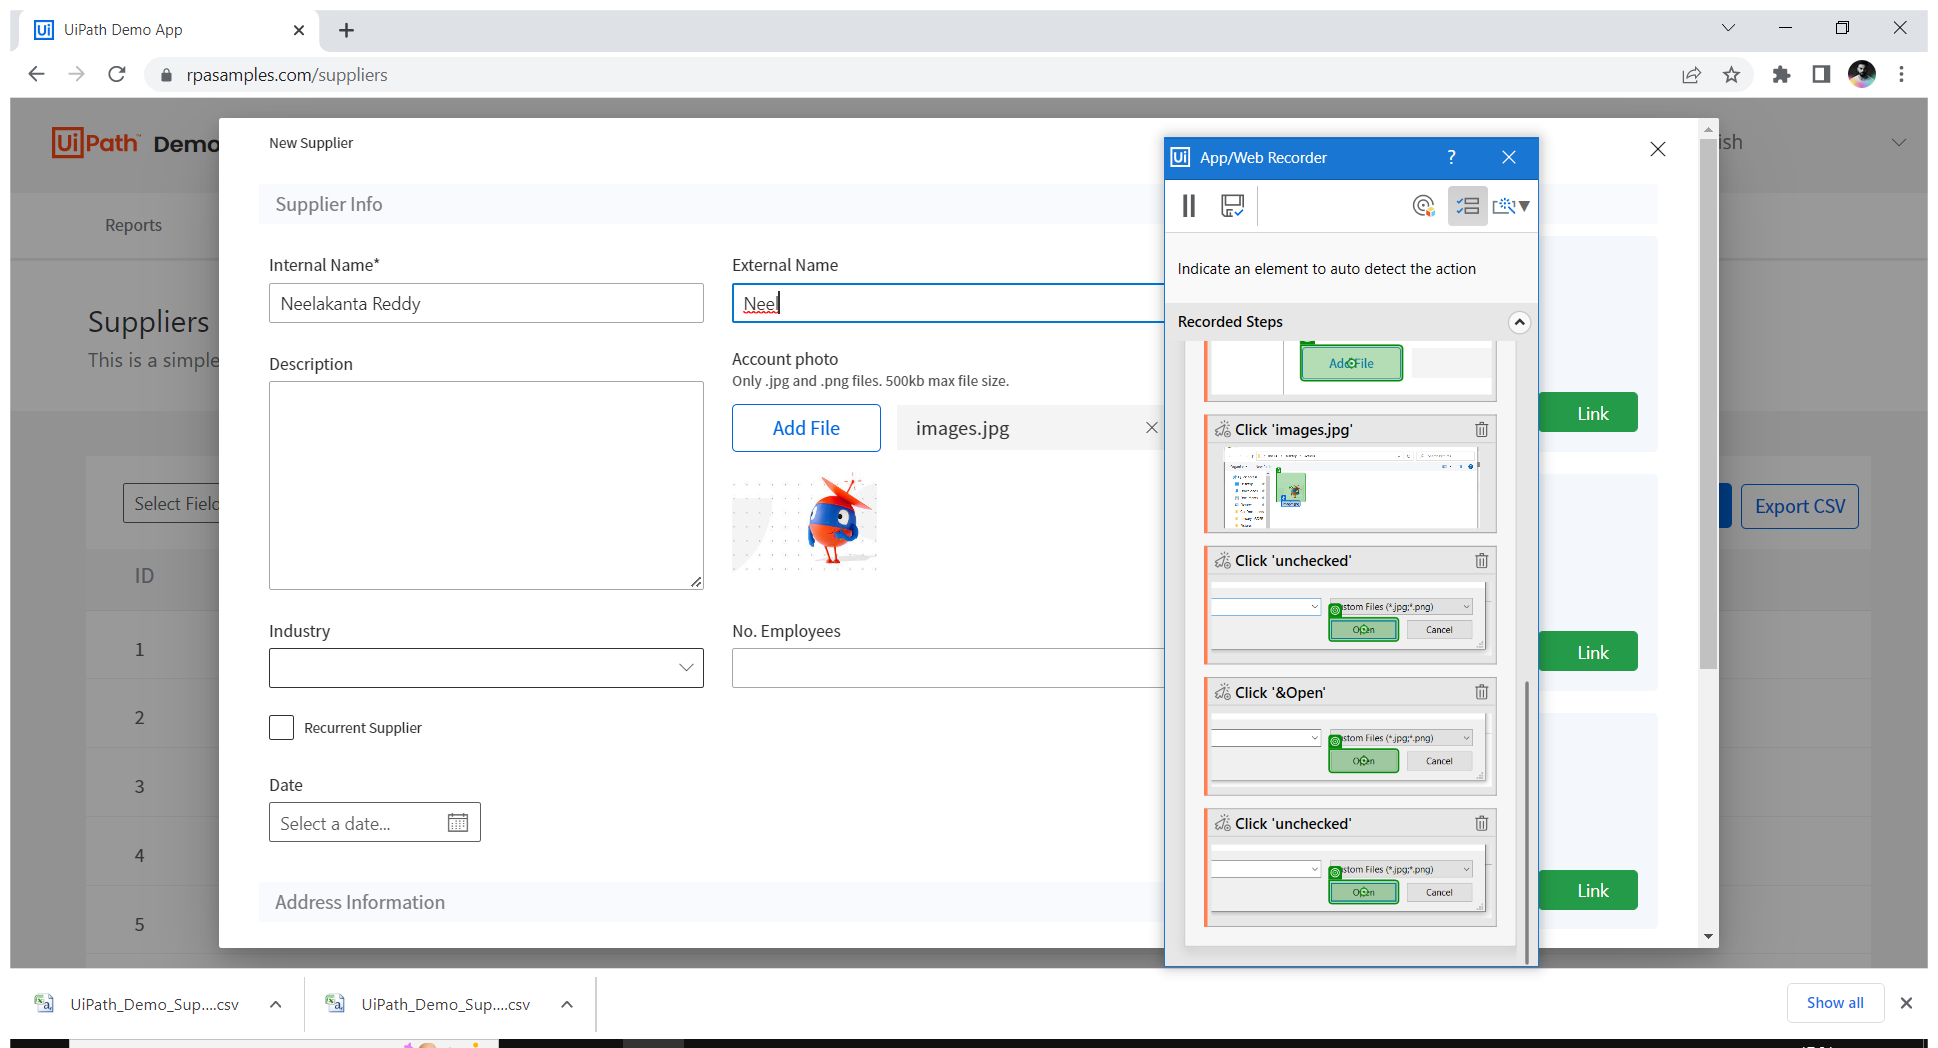 UiPath Demo App
rpasamples.com/suppliers
UiPath™ Demo
ish
Reports
Suppliers
This is a simple
Select Field
Export CSV
ID
1
2
3
4
5
New Supplier
Supplier Info
Internal Name*
Neelakanta Reddy
External Name
Neel
Description
Account photo
Only .jpg and .png files. 500kb max file size.
Add File
images.jpg
Industry
No. Employees
Recurrent Supplier
Date
Select a date...
Address Information
Link
Link
Link
Ui App/Web Recorder ?
Indicate an element to auto detect the action
Recorded Steps
Add File
Click 'images.jpg'
Click 'unchecked'
stom Files (*.jpg;*.png)
Open Cancel
Click '&Open'
stom Files (*.jpg;*.png)
Open Cancel
Click 'unchecked'
stom Files (*.jpg;*.png)
Open Cancel
UiPath_Demo_Sup....csv
UiPath_Demo_Sup....csv
Show all